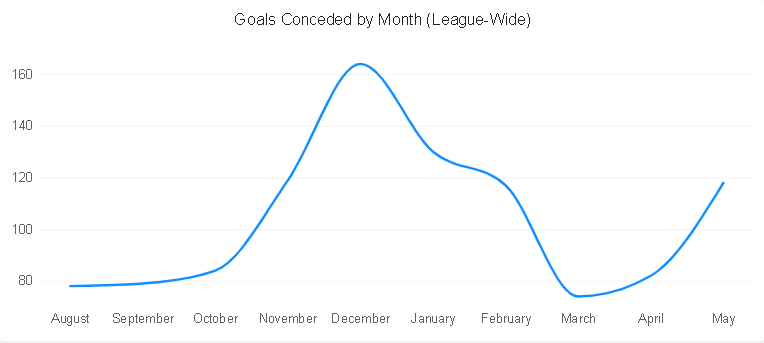 Goals Conceded by Month (League-Wide)
160
140
120
100
80
August September October November December January February March April May